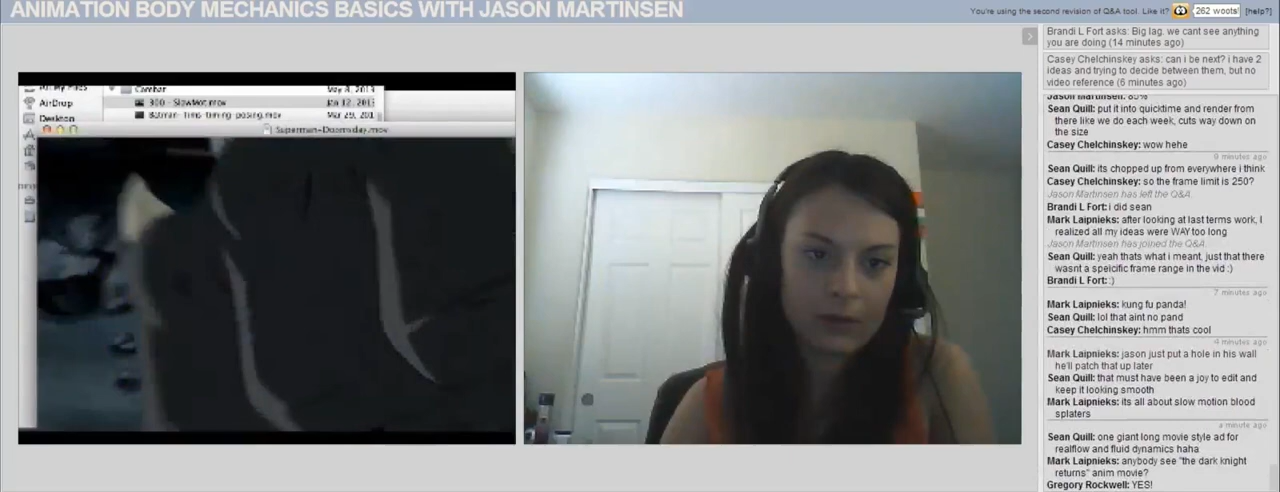 ANIMATION BODY MECHANICS BASICS WITH JASON MARTINSEN
You're using the second revision of Q&A tool. Like it? 262 woots! [help?]
All My Files
Combar
May 8, 2013
AirDrop
300 - SlowMot.mov
Jan 12, 2013
Desktop
Batman-Tims-timing-posing.mov
Mar 29, 201
Superman-Doomsday.mov
Brandi L Fort asks: Big lag. we cant see anything
you are doing (14 minutes ago)
Casey Chelchinskey asks: can i be next? i have 2
ideas and trying to decide between them, but no
video reference (6 minutes ago)
Jason Martinsen: 85%
Sean Quill: put it into quicktime and render from
there like we do each week, cuts way down on
the size
Casey Chelchinskey: wow hehe
9 minutes ago
Sean Quill: its chopped up from everywhere i think
Casey Chelchinskey: so the frame limit is 250?
Jason Martinsen has left the Q&A.
Brandi L Fort: i did sean
Mark Laipnieks: after looking at last terms work, I
realized all my ideas were WAY too long
Jason Martinsen has joined the Q&A.
Sean Quill: yeah thats what i meant, just that there
wasnt a speicific frame range in the vid :)
Brandi L Fort: :)
7 minutes ago
Mark Laipnieks: kung fu panda!
Sean Quill: lol that aint no pand
Casey Chelchinskey: hmm thats cool
4 minutes ago
Mark Laipnieks: jason just put a hole in his wall
he'll patch that up later
Sean Quill: that must have been a joy to edit and
keep it looking smooth
Mark Laipnieks: its all about slow motion blood
splaters
a minute ago
Sean Quill: one giant long movie style ad for
realflow and fluid dynamics haha
Mark Laipnieks: anybody see "the dark knight
returns" anim movie?
Gregory Rockwell: YES!